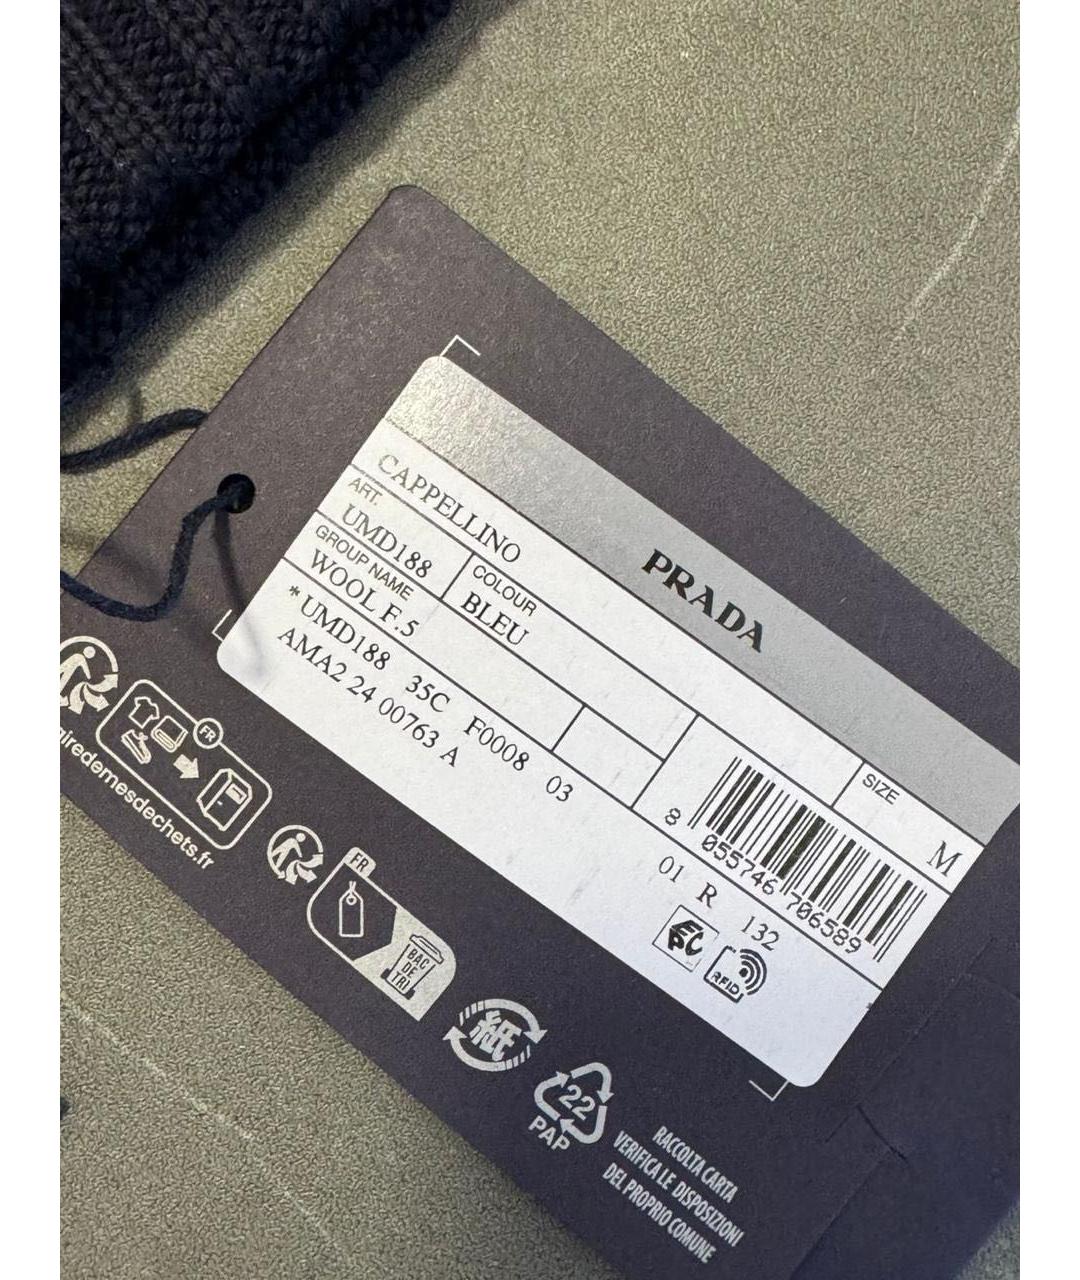 PRADA
CAPPELLINO
SIZE
M
ART.
UMD188
COLOUR
BLEU
GROUP NAME
WOOL F.5
*UMD188 35C F0008 03
AMA2 24 00763 A
8 055746 706589
01 R 132
EPC
RFID
FR
iredemesdechets.fr
FR
BAC
DE
TRI
紙
22
PAP
RACCOLTA CARTA
VERIFICA LE DISPOSIZIONI
DEL PROPRIO COMUNE